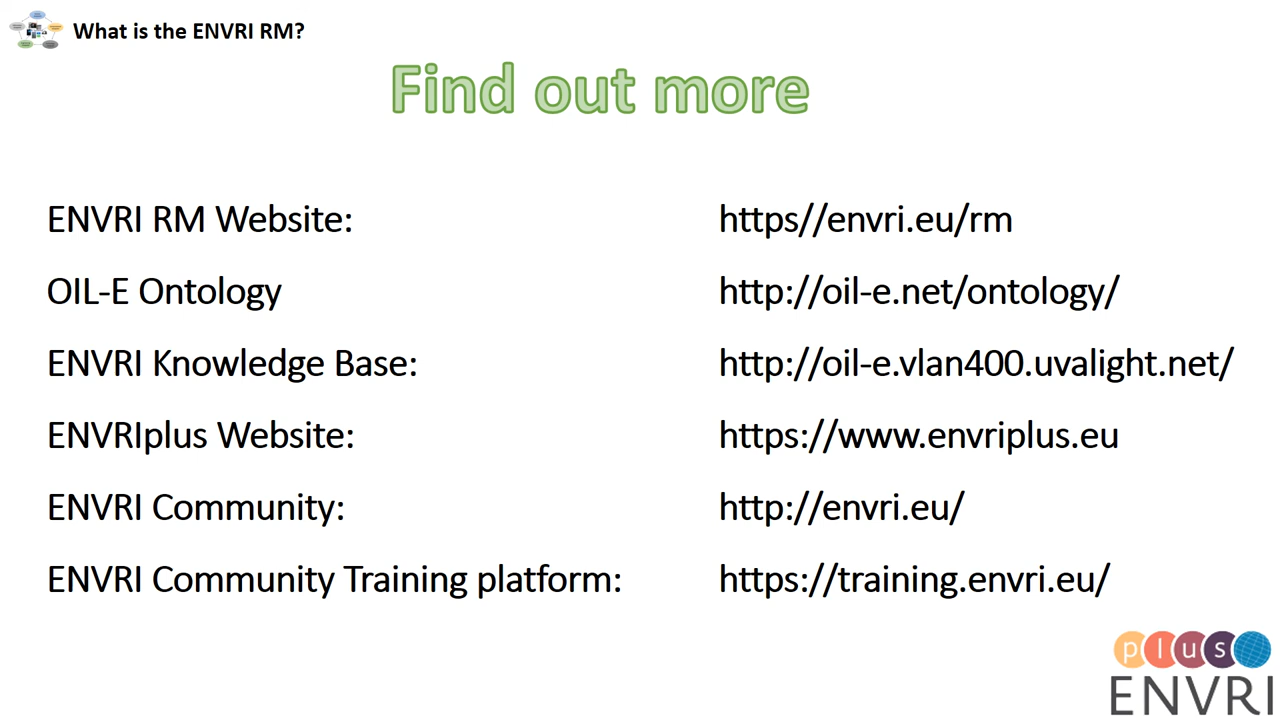 What is the ENVRI RM?
Find out more
ENVRI RM Website: https//envri.eu/rm
OIL-E Ontology http://oil-e.net/ontology/
ENVRI Knowledge Base: http://oil-e.vlan400.uvalight.net/
ENVRIplus Website: https://www.envriplus.eu
ENVRI Community: http://envri.eu/
ENVRI Community Training platform: https://training.envri.eu/
plus
ENVRI